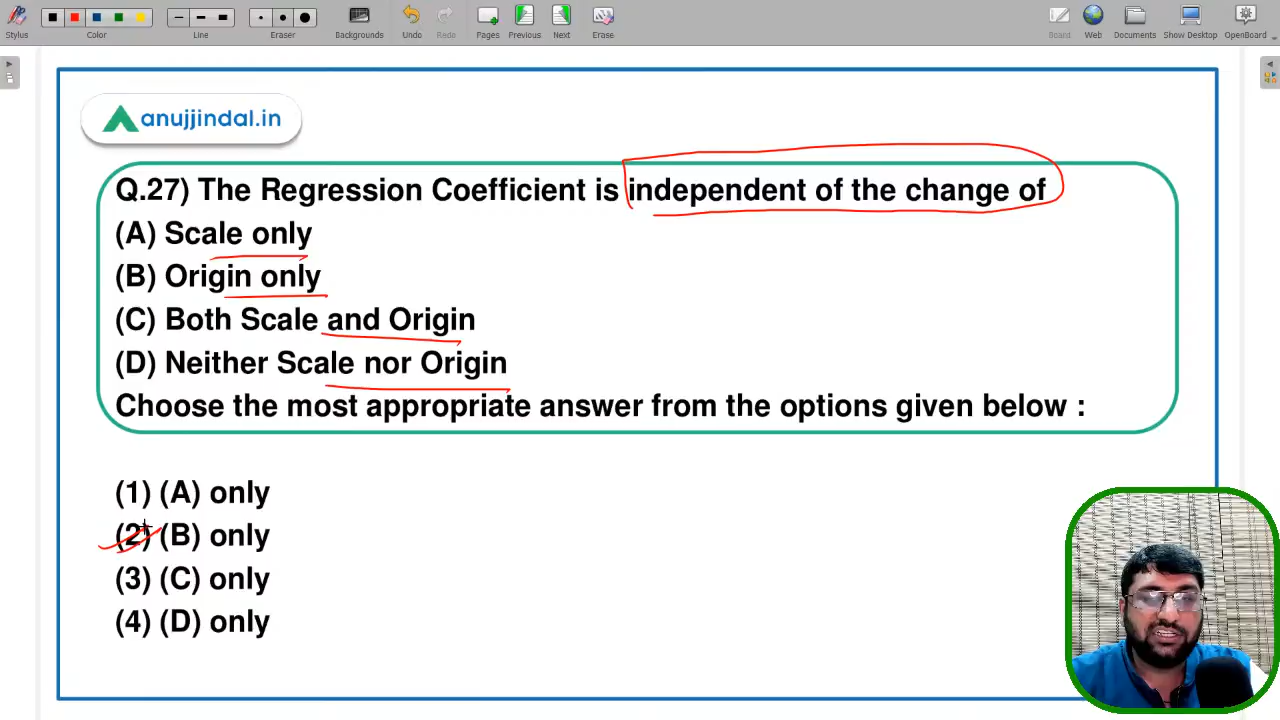 Stylus
Color
Line
Eraser
Backgrounds
Undo
Redo
Pages
Previous
Next
Erase
Board
Web
Documents
Show Desktop
OpenBoard
anujjindal.in
Q.27) The Regression Coefficient is independent of the change of
(A) Scale only
(B) Origin only
(C) Both Scale and Origin
(D) Neither Scale nor Origin
Choose the most appropriate answer from the options given below :
(1) (A) only
(2) (B) only
(3) (C) only
(4) (D) only